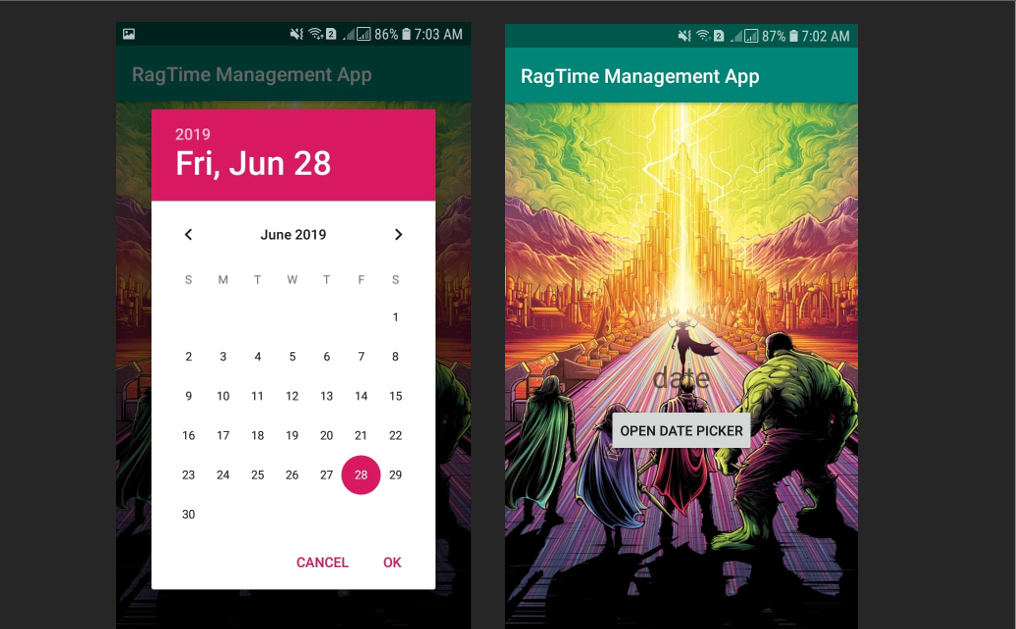 2 86% 7:03 AM
RagTime Management App
2019
Fri, Jun 28
June 2019
S M T W T F S
1
2 3 4 5 6 7 8
9 10 11 12 13 14 15
16 17 18 19 20 21 22
23 24 25 26 27 28 29
30
CANCEL OK
2 87% 7:02 AM
RagTime Management App
date
OPEN DATE PICKER